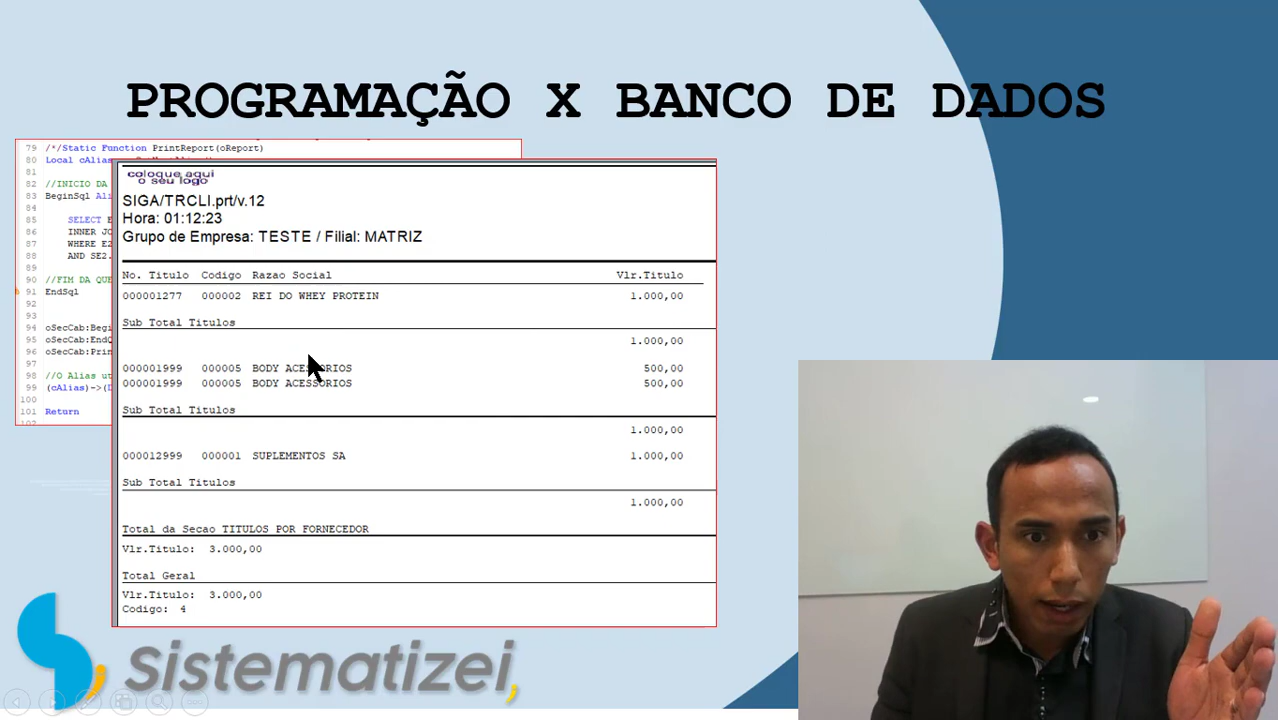 PROGRAMAÇÃO X BANCO DE DADOS
79 /*/Static Function PrintReport(oReport)
80 Local cAlias
81
82 //INICIO DA
83 BeginSql Ali
84
85 SELECT E
86 INNER JO
87 WHERE E2
88 AND SE2.
89
90 //FIM DA QUE
91 EndSql
92
93
94 oSecCab:Begi
95 oSecCab:EndQ
96 oSecCab:Prin
97
98 //O Alias ut
99 (cAlias)->(D
100
101 Return
coloque aqui
o seu logo
SIGA/TRCLI.prt/v.12
Hora: 01:12:23
Grupo de Empresa: TESTE / Filial: MATRIZ
No. Titulo Codigo Razao Social Vlr.Titulo
000001277 000002 REI DO WHEY PROTEIN 1.000,00
Sub Total Titulos
1.000,00
000001999 000005 BODY ACESSORIOS 500,00
000001999 000005 BODY ACESSORIOS 500,00
Sub Total Titulos
1.000,00
000012999 000001 SUPLEMENTOS SA 1.000,00
Sub Total Titulos
1.000,00
Total da Secao TITULOS POR FORNECEDOR
Vlr.Titulo: 3.000,00
Total Geral
Vlr.Titulo: 3.000,00
Codigo: 4
Sistematizei,